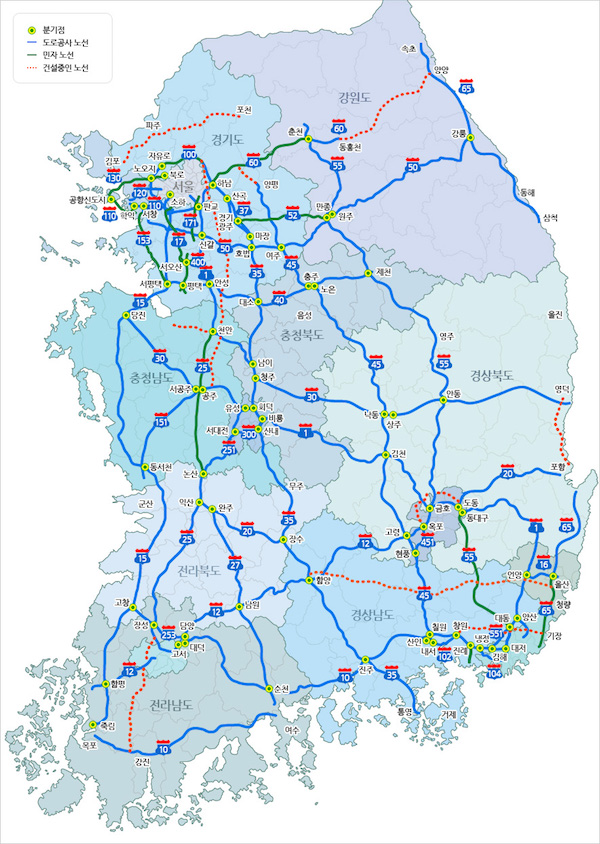 분기점
도로공사 노선
민자 노선
건설중인 노선
속초
양양
65
강원도
포천
파주
춘천
60
동홍천
강릉
경기도
자유로
100
김포
노오지
북로
130
서울
하남
60
양평
55
50
동해
삼척
공항신도시
120
소하
산곡
37
110
학익
서창
110
171
판교
경기
광주
52
만종
원주
153
17
신갈
50
마장
호법
여주
서오산
400
45
35
제천
서평택
평택
1
안성
충주
노은
15
당진
대소
40
음성
울진
천안
충청북도
영주
30
25
남이
청주
45
55
경상북도
충청남도
서공주
공주
30
안동
영덕
유성
회덕
비룡
낙동
상주
151
서대전
300
산내
1
251
김천
동서천
논산
20
포항
군산
무주
익산
완주
금호
도동
동대구
35
20
장수
12
고령
옥포
451
현풍
1
65
15
25
27
전라북도
함양
55
16
언양
울산
45
고창
12
남원
경상남도
65
청량
장성
담양
253
대덕
고서
칠원
창원
대동
양산
551
기장
산인
내서
102
진례
냉정
김해
대저
104
12
함평
순천
진주
10
35
전라남도
통영
거제
죽림
목포
여수
10
강진